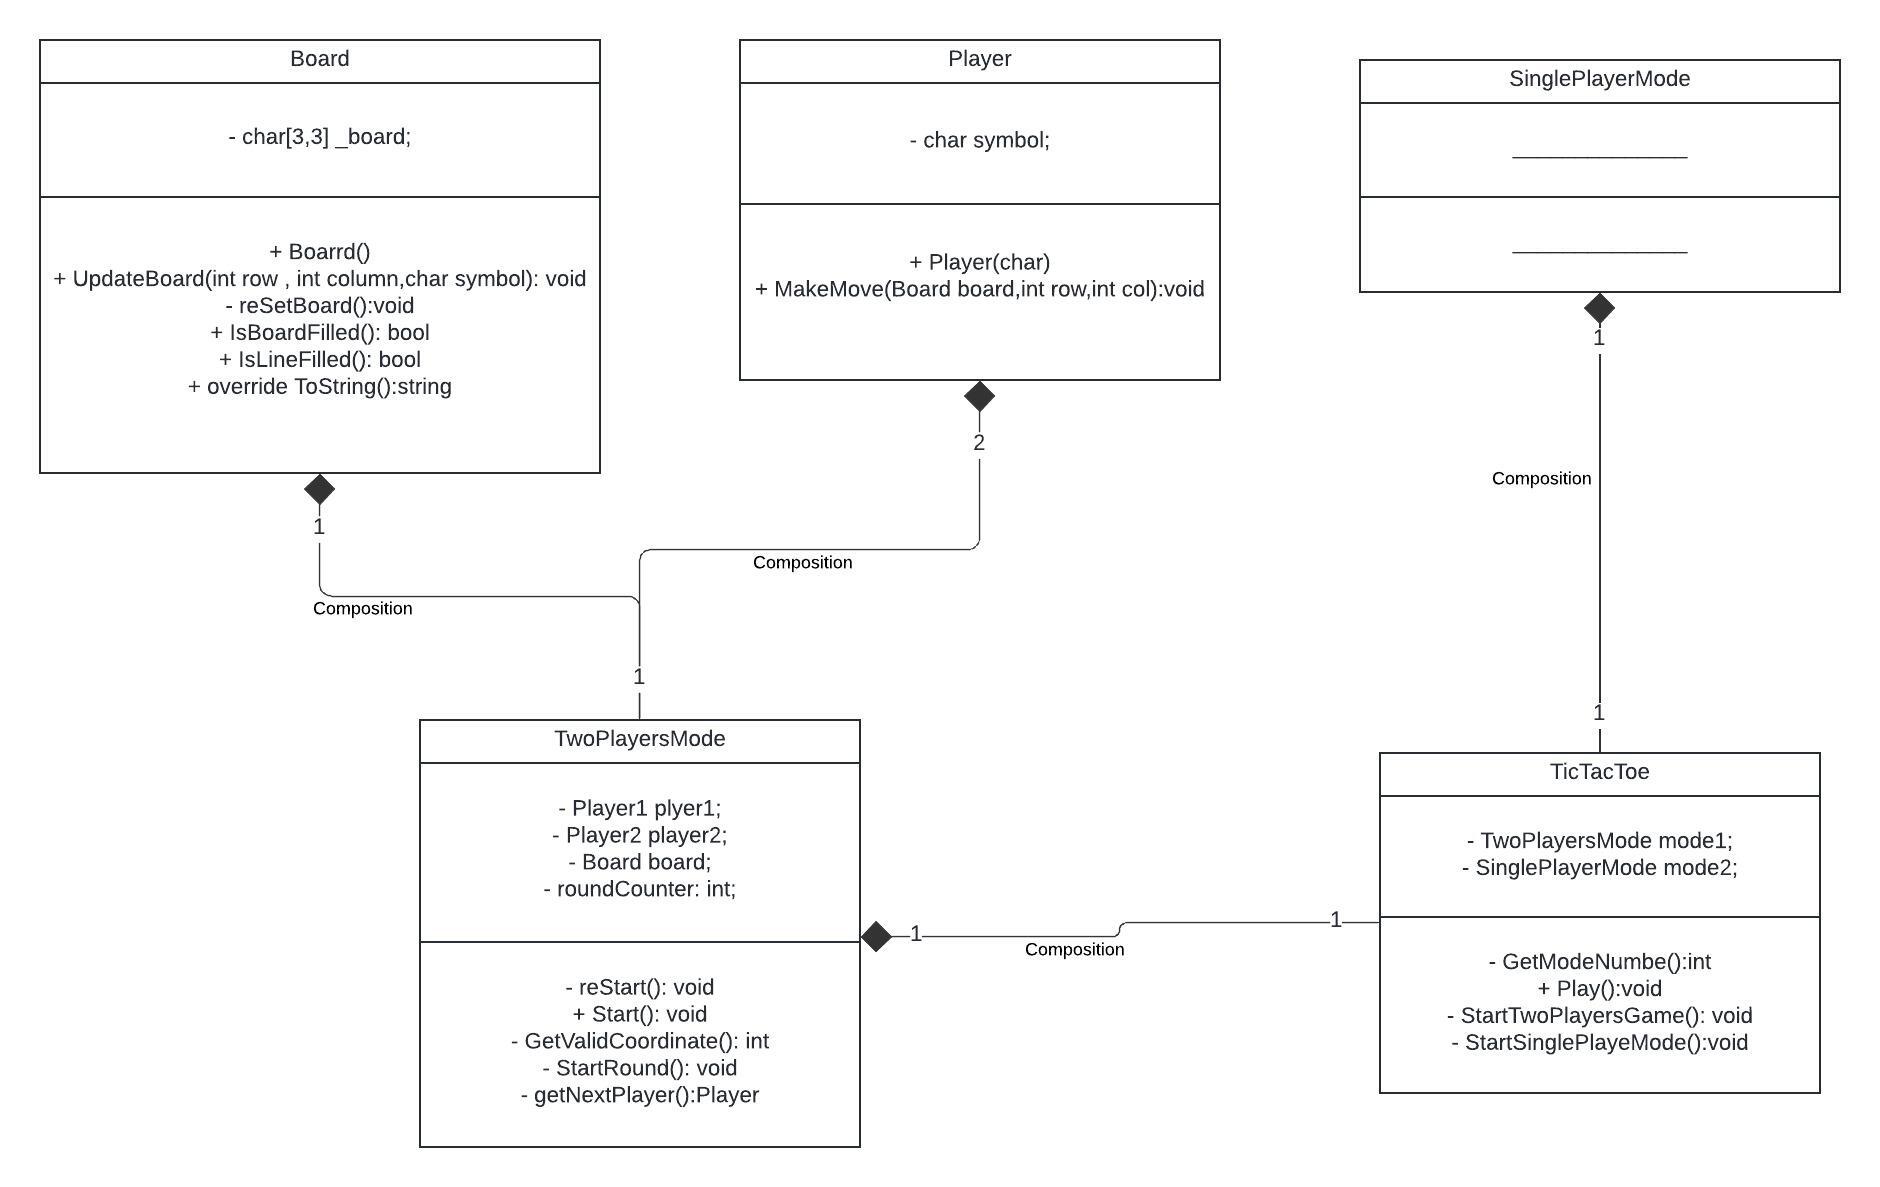 Board
- char[3,3] _board;
+ Boarrd()
+ UpdateBoard(int row , int column,char symbol): void
- reSetBoard():void
+ IsBoardFilled(): bool
+ IsLineFilled(): bool
+ override ToString():string
Player
- char symbol;
+ Player(char)
+ MakeMove(Board board,int row,int col):void
SinglePlayerMode
______________
______________
1
Composition
2
Composition
1
1
Composition
1
TwoPlayersMode
- Player1 plyer1;
- Player2 player2;
- Board board;
- roundCounter: int;
- reStart(): void
+ Start(): void
- GetValidCoordinate(): int
- StartRound(): void
- getNextPlayer():Player
1
Composition
1
TicTacToe
- TwoPlayersMode mode1;
- SinglePlayerMode mode2;
- GetModeNumbe():int
+ Play():void
- StartTwoPlayersGame(): void
- StartSinglePlayeMode():void